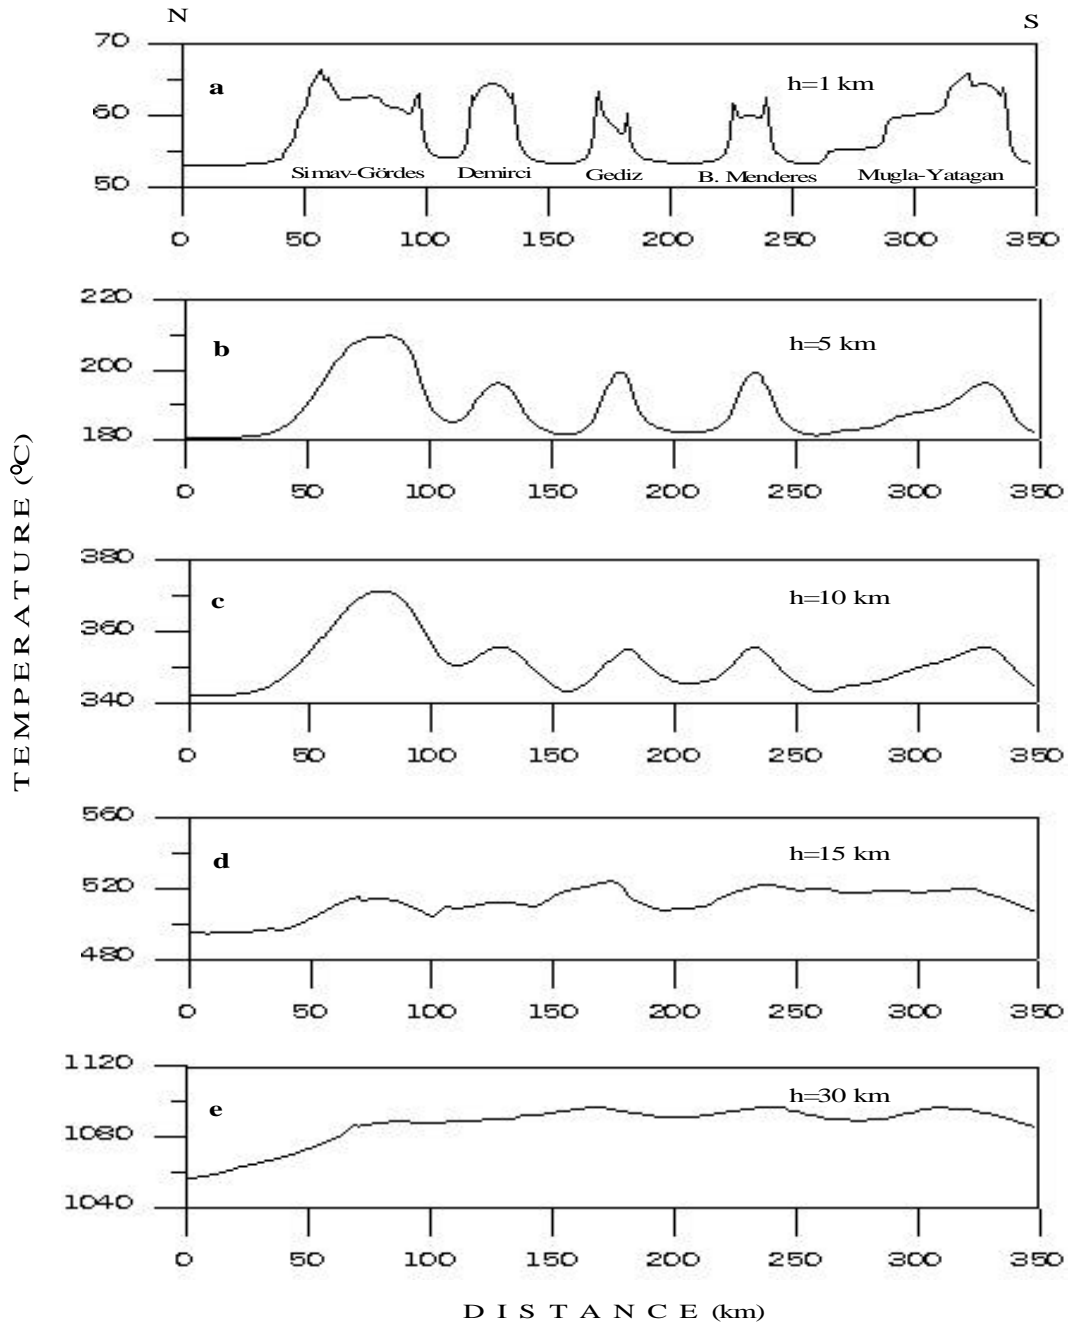 N S
70
a h=1 km
60
Simav-Gördes Demirci Gediz B. Menderes Mugla-Yatagan
50
0 50 100 150 200 250 300 350
220
b h=5 km
200
180
0 50 100 150 200 250 300 350
380
c h=10 km
360
340
0 50 100 150 200 250 300 350
560
d h=15 km
520
480
0 50 100 150 200 250 300 350
1120
e h=30 km
1080
1040
0 50 100 150 200 250 300 350
TEMPERATURE (°C)
DISTANCE (km)